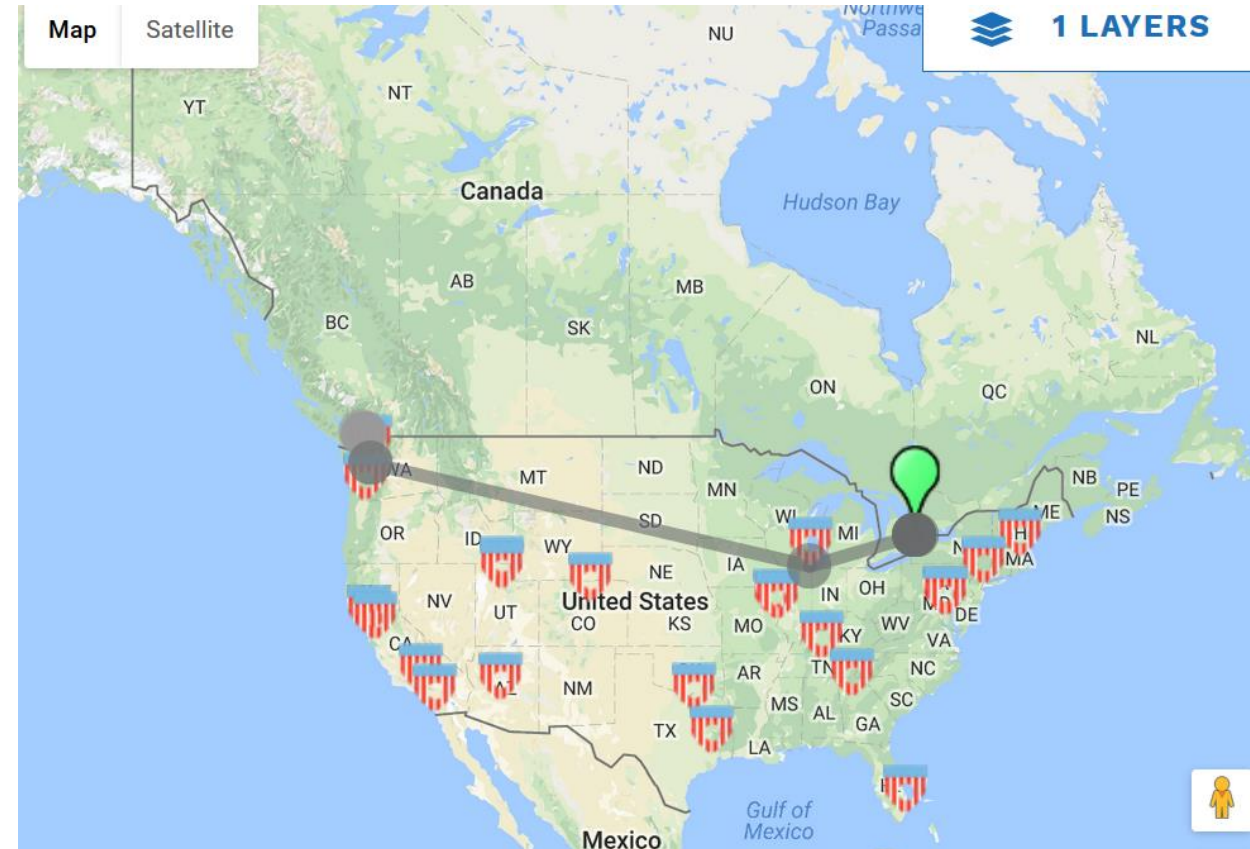 Map
Satellite
Northwe
Passa
1 LAYERS
NU
YT
NT
Canada
Hudson Bay
AB
MB
BC
SK
NL
ON
QC
WA
MT
ND
MN
NB
PE
ME
NS
OR
ID
SD
WI
MI
N
H
WY
IA
MA
NE
OH
IN
NV
UT
United States
CO
KS
MO
MD
DE
WV
VA
CA
KY
AZ
NM
AR
TN
NC
MS
AL
SC
GA
TX
LA
Gulf of
Mexico
Mexico